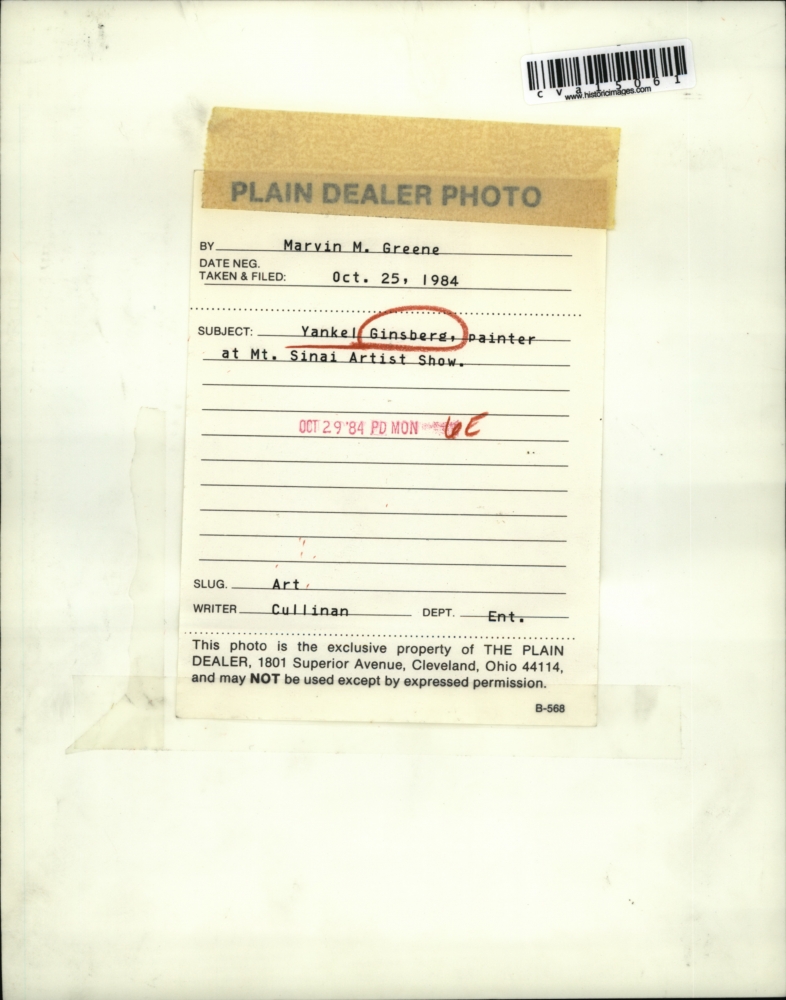 cva15061
www.historicimages.com
PLAIN DEALER PHOTO
BY Marvin M. Greene
DATE NEG.
TAKEN & FILED: Oct. 25, 1984
SUBJECT: Yankel Ginsberg, painter
at Mt. Sinai Artist Show.
OCT 29 '84 PD MON 6E
SLUG. Art
WRITER Cullinan DEPT. Ent.
This photo is the exclusive property of THE PLAIN
DEALER, 1801 Superior Avenue, Cleveland, Ohio 44114,
and may NOT be used except by expressed permission.
B-568